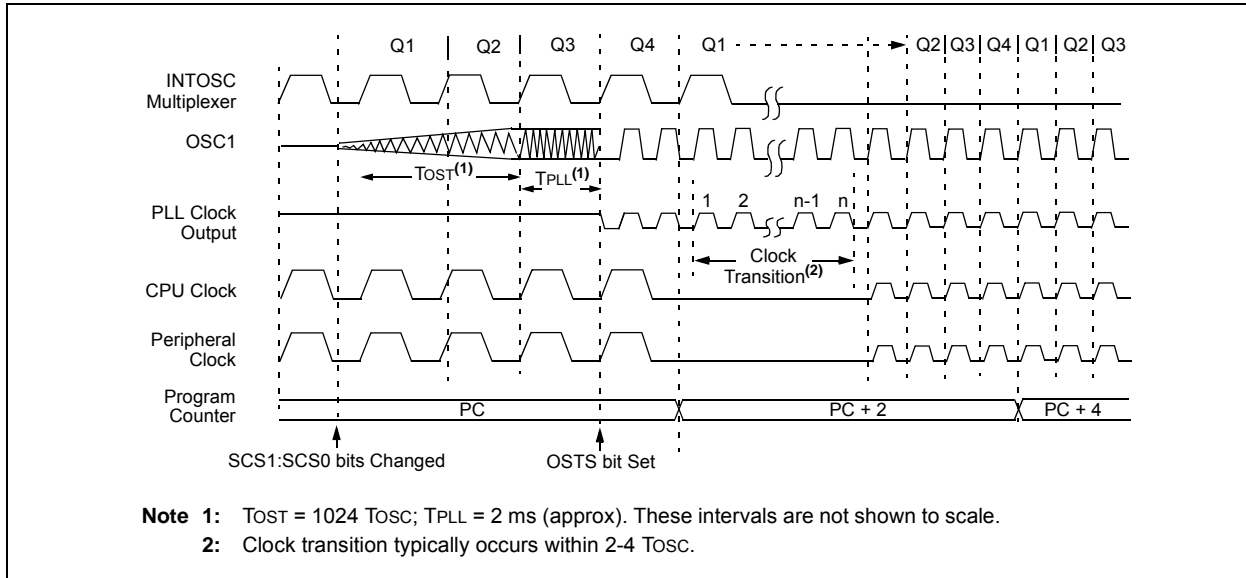 Q1 Q2 Q3 Q4 Q1 Q2 Q3 Q4 Q1 Q2 Q3
INTOSC
Multiplexer
OSC1
TOST(1)
TPLL(1)
PLL Clock
Output
1 2 n-1 n
Clock
Transition(2)
CPU Clock
Peripheral
Clock
Program
Counter
PC PC + 2 PC + 4
SCS1:SCS0 bits Changed OSTS bit Set
Note 1: TOST = 1024 TOSC; TPLL = 2 ms (approx). These intervals are not shown to scale.
2: Clock transition typically occurs within 2-4 TOSC.